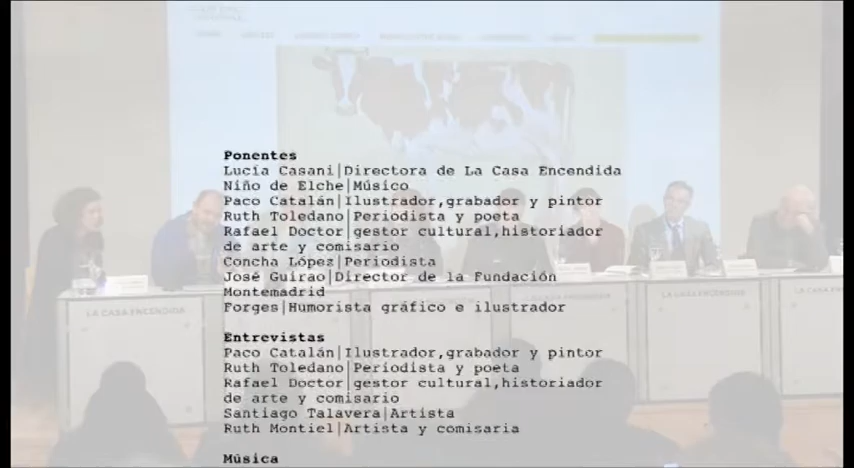 Ponentes
Lucía Casani|Directora de La Casa Encendida
Niño de Elche|Músico
Paco Catalán|Ilustrador,grabador y pintor
Ruth Toledano|Periodista y poeta
Rafael Doctor|gestor cultural,historiador
de arte y comisario
Concha López|Periodista
José Guirao|Director de la Fundación
Montemadrid
Forges|Humorista gráfico e ilustrador
Entrevistas
Paco Catalán|Ilustrador,grabador y pintor
Ruth Toledano|Periodista y poeta
Rafael Doctor|gestor cultural,historiador
de arte y comisario
Santiago Talavera|Artista
Ruth Montiel|Artista y comisaria
Música
LA CASA ENCENDIDA
LA CASA ENCENDIDA